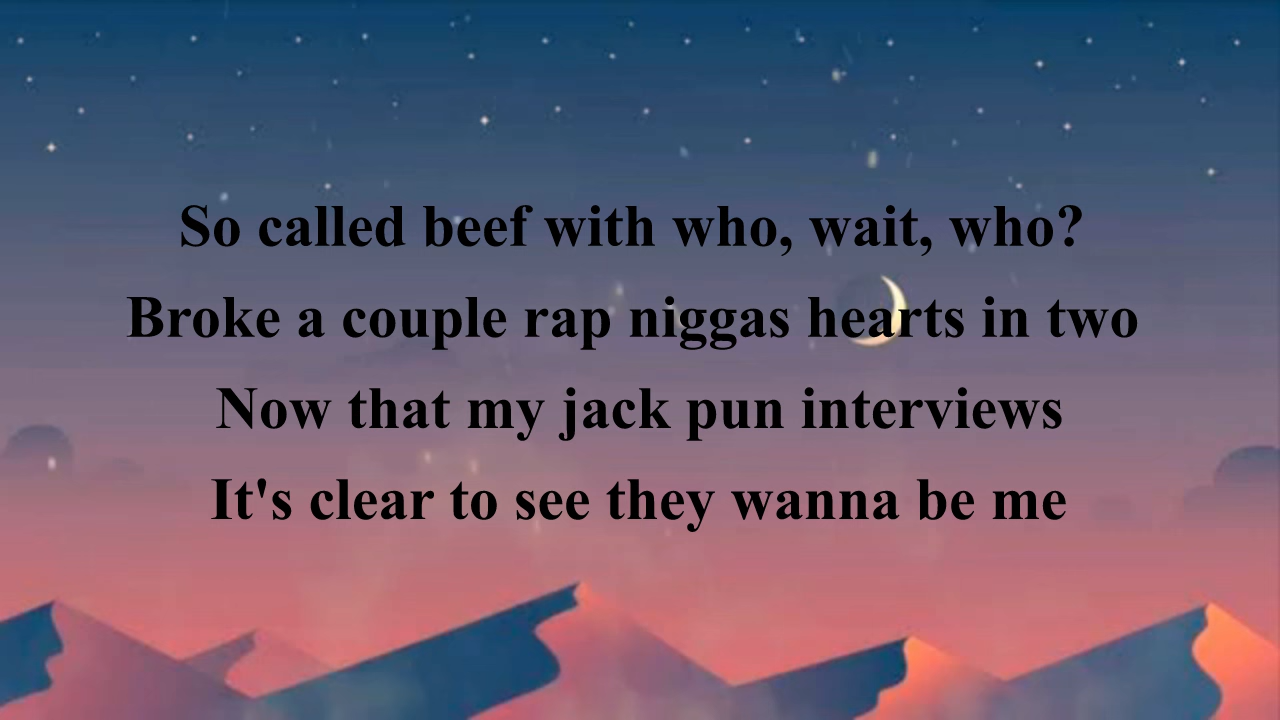 So called beef with who, wait, who?
Broke a couple rap niggas hearts in two
Now that my jack pun interviews
It's clear to see they wanna be me